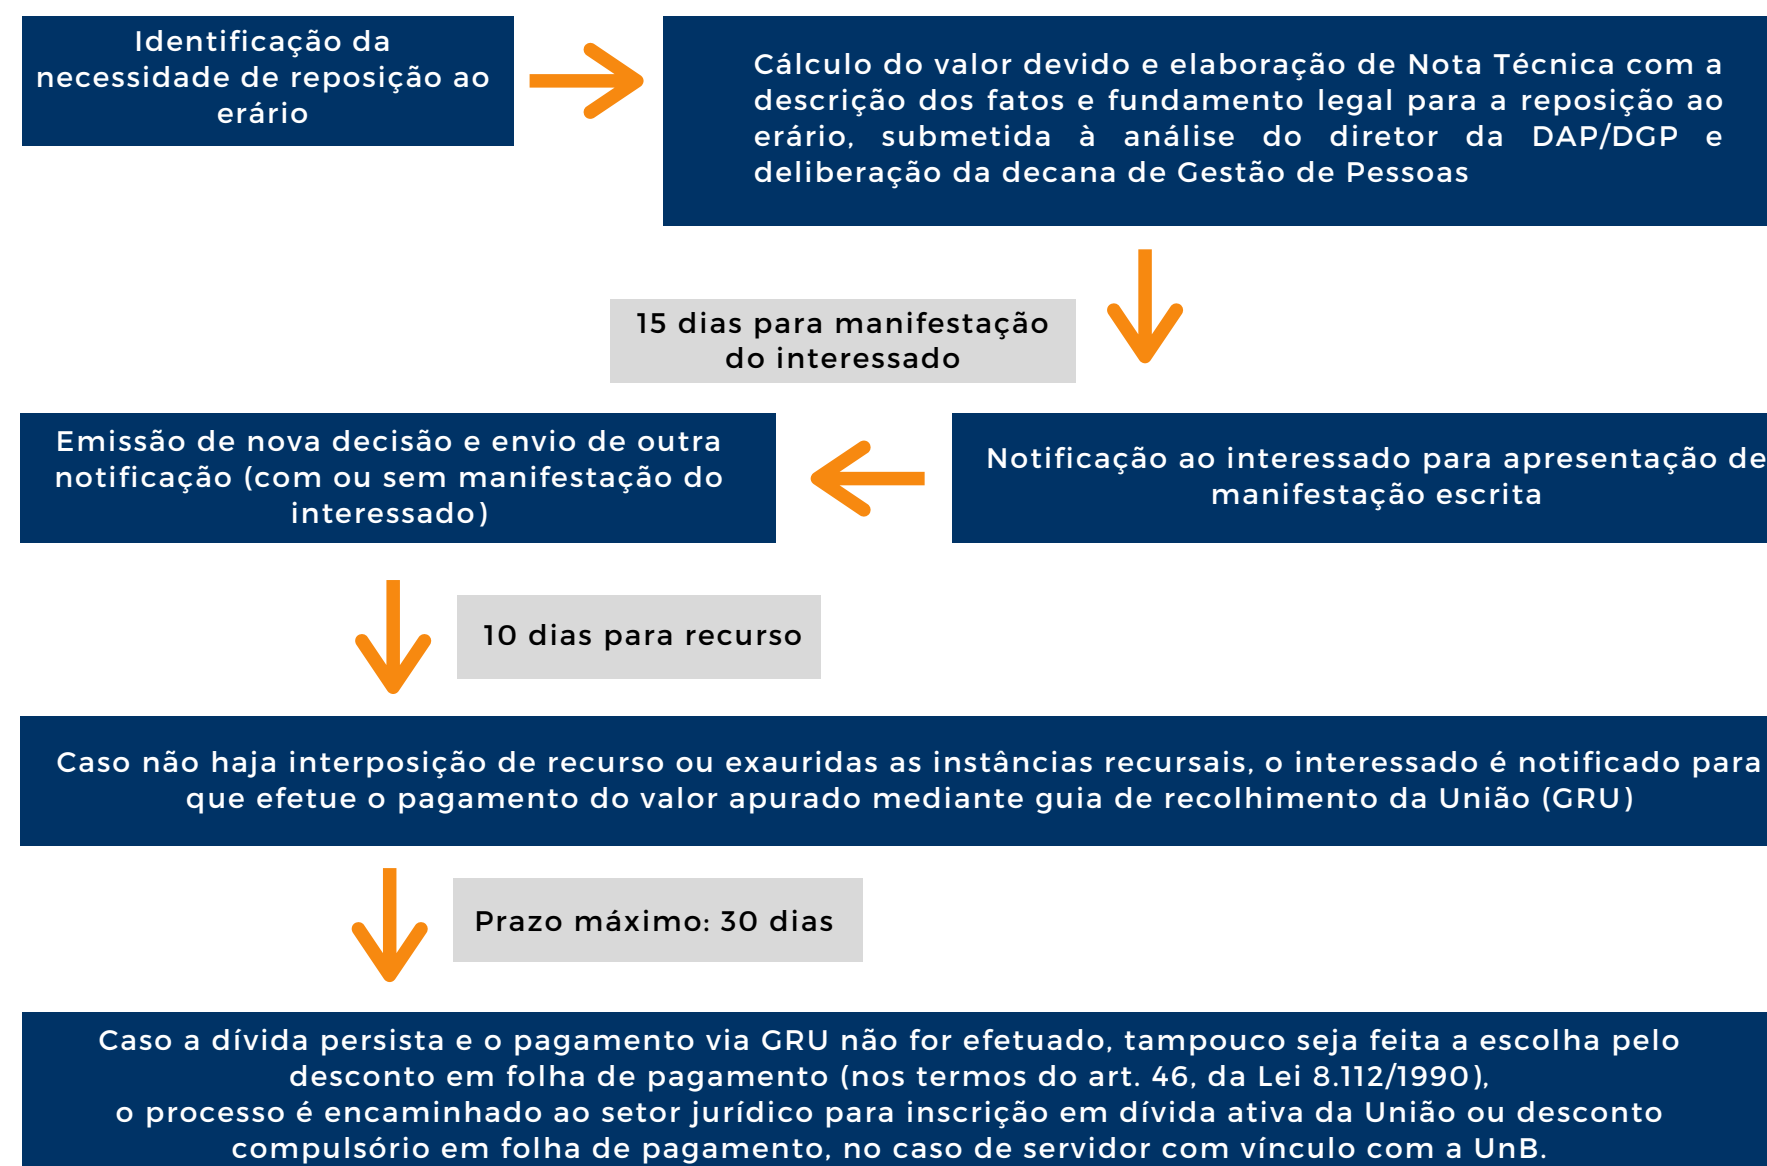 Identificação da
necessidade de reposição ao
erário
Cálculo do valor devido e elaboração de Nota Técnica com a
descrição dos fatos e fundamento legal para a reposição ao
erário, submetida à análise do diretor da DAP/DGP e
deliberação da decana de Gestão de Pessoas
15 dias para manifestação
do interessado
Notificação ao interessado para apresentação de
manifestação escrita
Emissão de nova decisão e envio de outra
notificação (com ou sem manifestação do
interessado)
10 dias para recurso
Caso não haja interposição de recurso ou exauridas as instâncias recursais, o interessado é notificado para
que efetue o pagamento do valor apurado mediante guia de recolhimento da União (GRU)
Prazo máximo: 30 dias
Caso a dívida persista e o pagamento via GRU não for efetuado, tampouco seja feita a escolha pelo
desconto em folha de pagamento (nos termos do art. 46, da Lei 8.112/1990),
o processo é encaminhado ao setor jurídico para inscrição em dívida ativa da União ou desconto
compulsório em folha de pagamento, no caso de servidor com vínculo com a UnB.